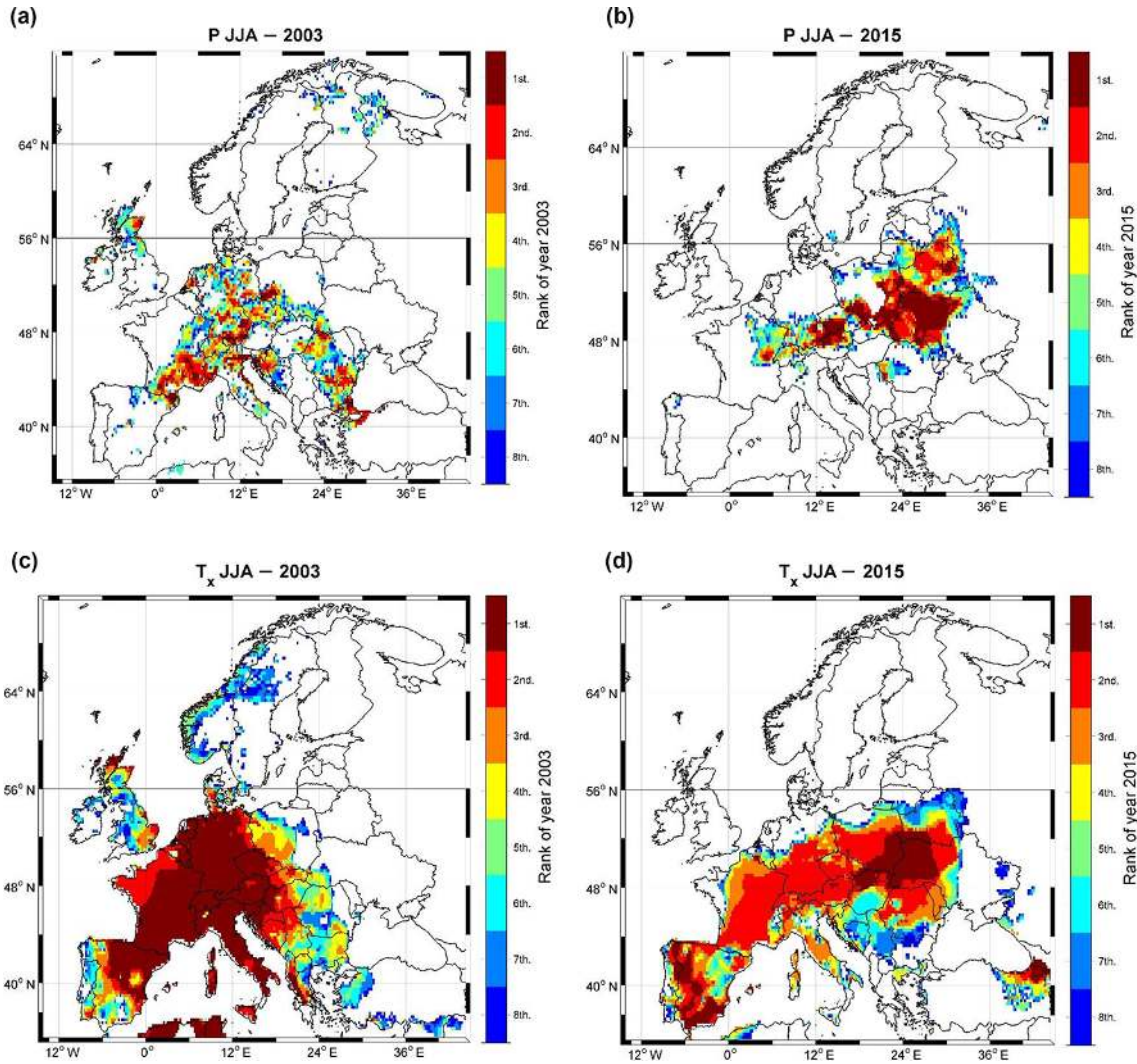 (a)
P JJA – 2003
64° N
56° N
48° N
40° N
12° W
0°
12° E
24° E
36° E
1st.
2nd.
3rd.
4th.
5th.
6th.
7th.
8th.
Rank of year 2003
(b)
P JJA – 2015
64° N
56° N
48° N
40° N
12° W
0°
12° E
24° E
36° E
1st.
2nd.
3rd.
4th.
5th.
6th.
7th.
8th.
Rank of year 2015
(c)
Tx JJA – 2003
64° N
56° N
48° N
40° N
12° W
0°
12° E
24° E
36° E
1st.
2nd.
3rd.
4th.
5th.
6th.
7th.
8th.
Rank of year 2003
(d)
Tx JJA – 2015
64° N
56° N
48° N
40° N
12° W
0°
12° E
24° E
36° E
1st.
2nd.
3rd.
4th.
5th.
6th.
7th.
8th.
Rank of year 2015